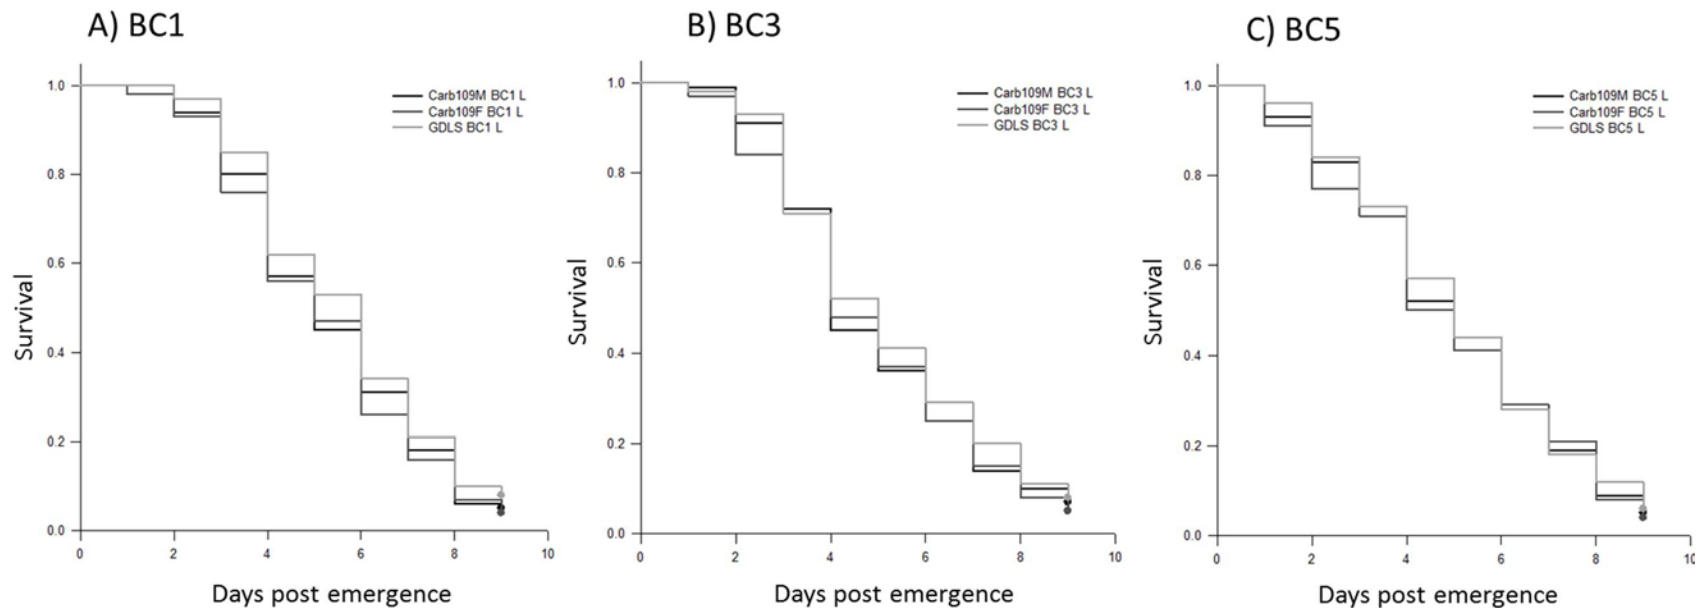 A) BC1
Carb109M BC1 L
Carb109F BC1 L
GDLS BC1 L
1.0
0.8
0.6
0.4
0.2
0.0
0 2 4 6 8 10
Survival
Days post emergence
B) BC3
Carb109M BC3 L
Carb109F BC3 L
GDLS BC3 L
1.0
0.8
0.6
0.4
0.2
0.0
0 2 4 6 8 10
Survival
Days post emergence
C) BC5
Carb109M BC5 L
Carb109F BC5 L
GDLS BC5 L
1.0
0.8
0.6
0.4
0.2
0.0
0 2 4 6 8 10
Survival
Days post emergence